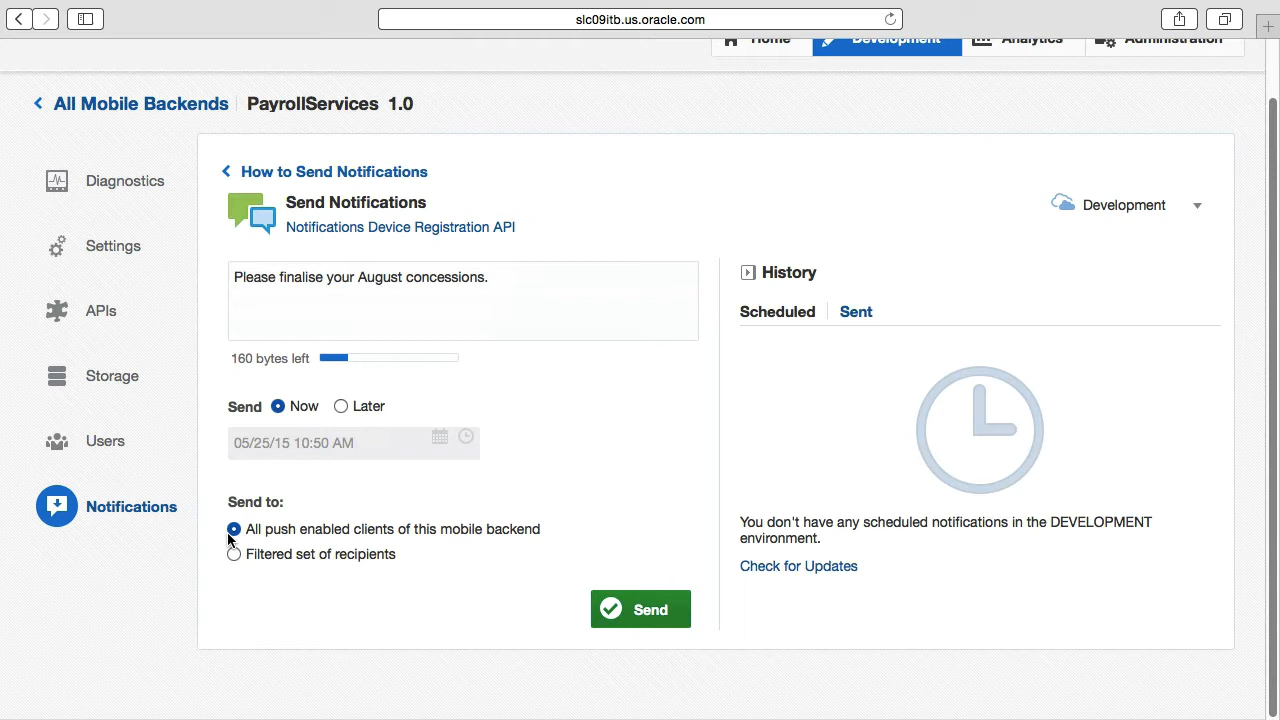 slc09itb.us.oracle.com
Home Development Analytics Administration
All Mobile Backends PayrollServices 1.0
Diagnostics
Settings
APIs
Storage
Users
Notifications
How to Send Notifications
Send Notifications
Notifications Device Registration API
Development
Please finalise your August concessions.
160 bytes left
Send Now Later
05/25/15 10:50 AM
Send to:
All push enabled clients of this mobile backend
Filtered set of recipients
Send
History
Scheduled Sent
You don't have any scheduled notifications in the DEVELOPMENT
environment.
Check for Updates